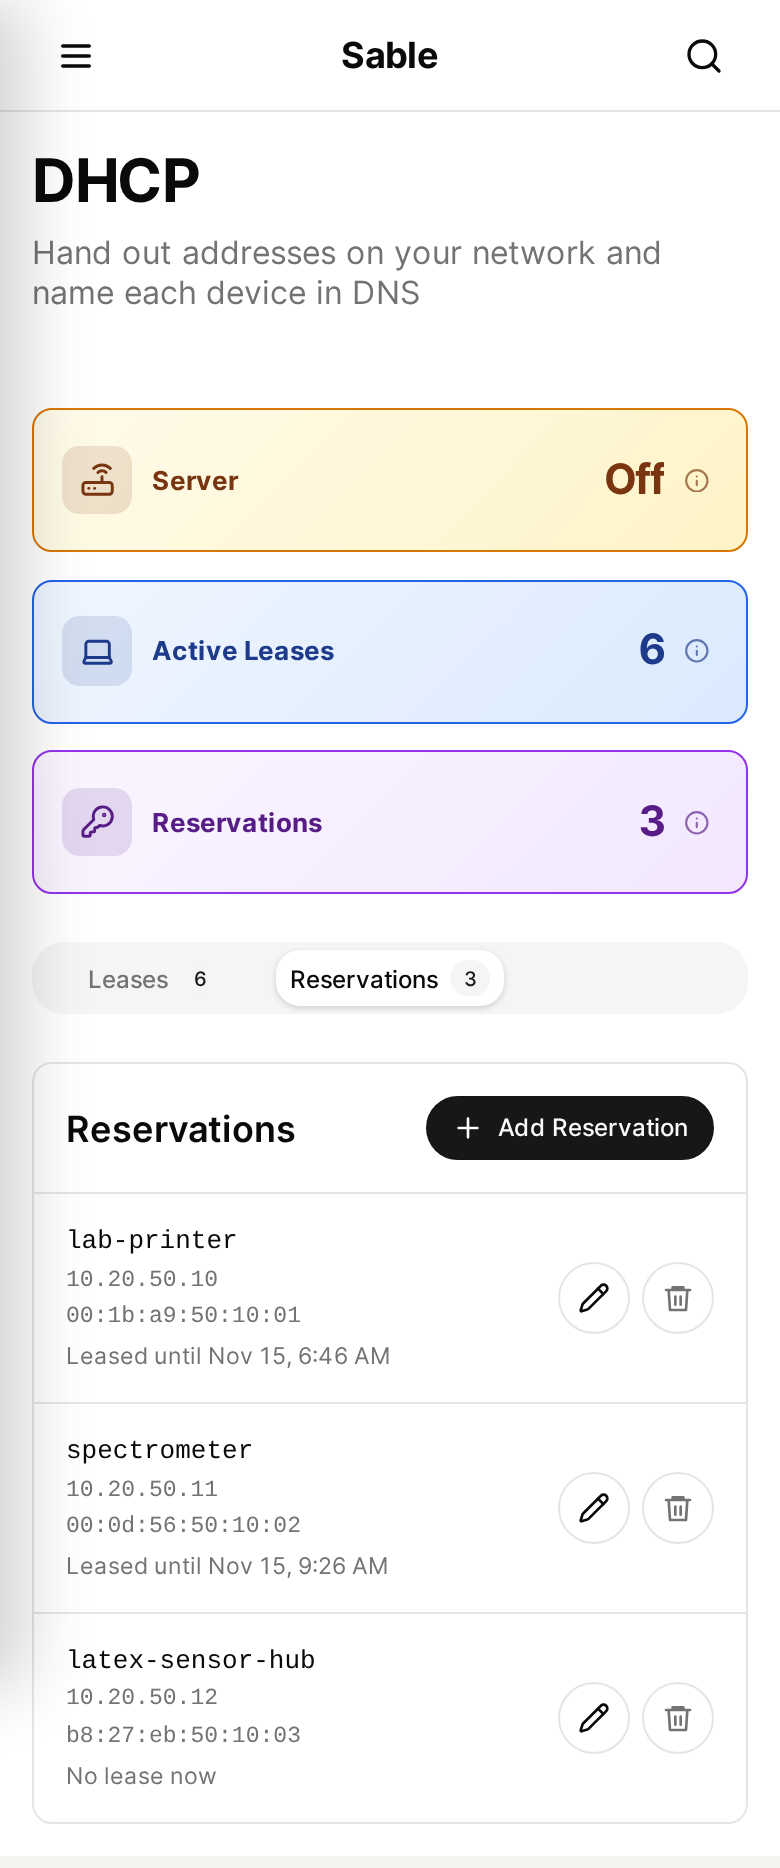 Sable
DHCP
Hand out addresses on your network and
name each device in DNS
Server
Off
Active Leases
6
Reservations
3
Leases 6
Reservations 3
Reservations
Add Reservation
lab-printer
10.20.50.10
00:1b:a9:50:10:01
Leased until Nov 15, 6:46 AM
spectrometer
10.20.50.11
00:0d:56:50:10:02
Leased until Nov 15, 9:26 AM
latex-sensor-hub
10.20.50.12
b8:27:eb:50:10:03
No lease now